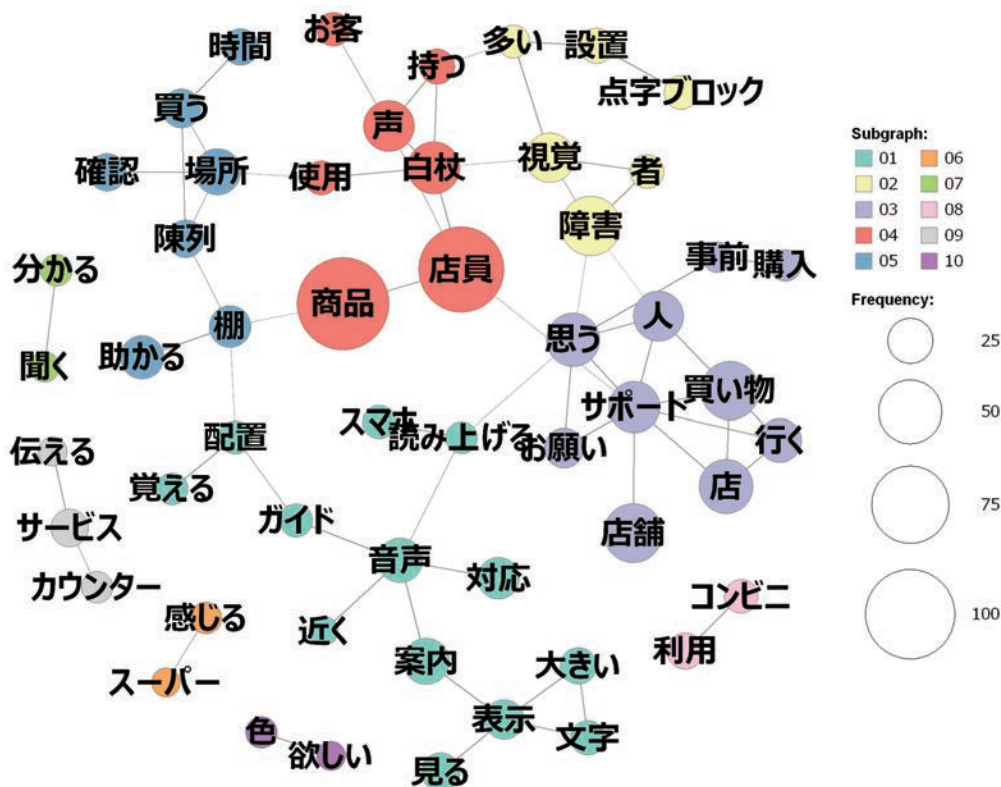 お客
時間
持つ
多い
設置
点字ブロック
買う
声
確認
場所
使用
白杖
視覚
者
陳列
障害
分かる
店員
事前
購入
商品
人
棚
思う
聞く
助かる
買い物
サポート
スマホ
読み上げる
お願い
行く
伝える
配置
覚える
店
サービス
ガイド
店舗
音声
カウンター
対応
コンビニ
感じる
近く
利用
スーパー
案内
大きい
色
表示
文字
欲しい
見る
Subgraph:
01 06
02 07
03 08
04 09
05 10
Frequency:
25
50
75
100